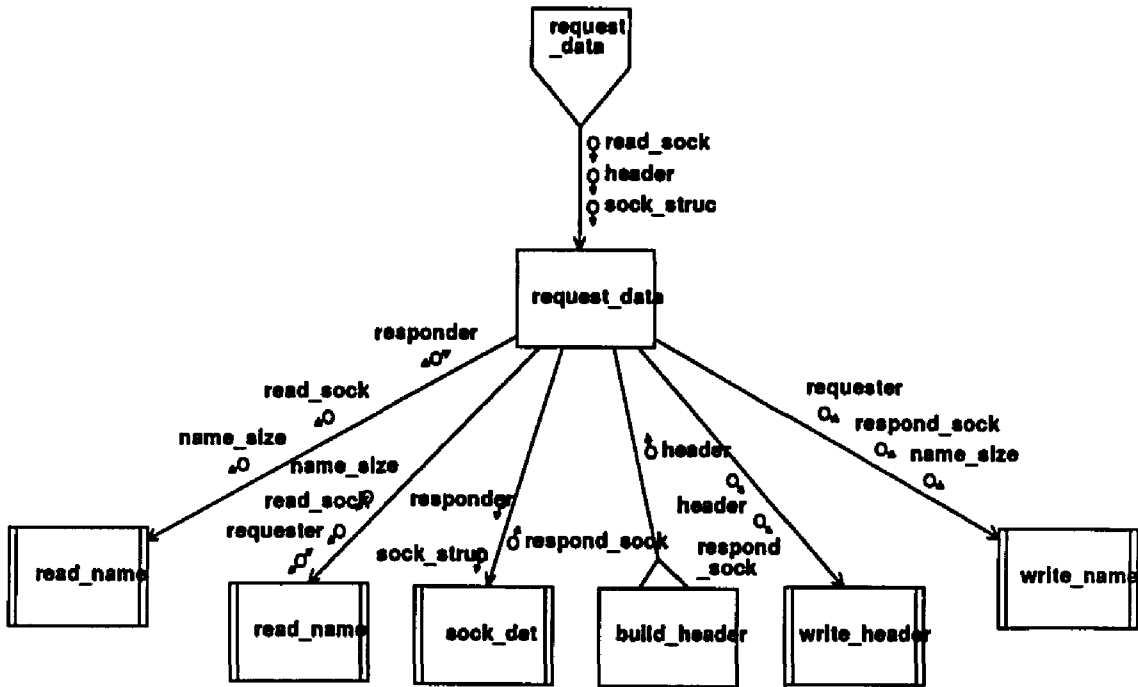 request
_data
read_sock
header
sock_struc
request_data
responder
read_sock
name_size
name_size
read_sock
requester
responder
sock_struc
respond_sock
header
header
respond
_sock
requester
respond_sock
name_size
read_name
read_name
sock_det
build_header
write_header
write_name